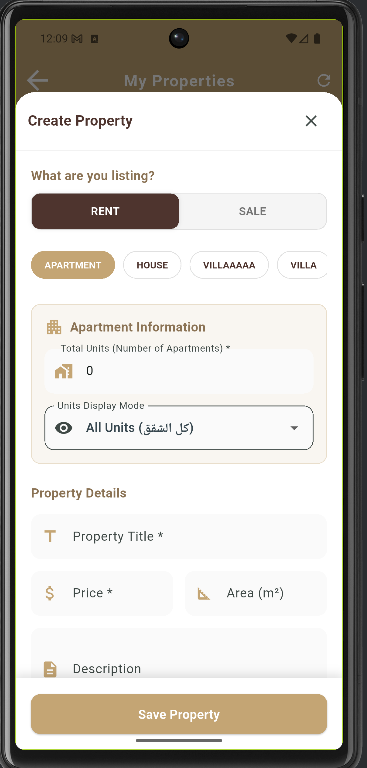 12:09
My Properties
Create Property
What are you listing?
RENT
SALE
APARTMENT
HOUSE
VILLAAAAA
VILLA
Apartment Information
Total Units (Number of Apartments) *
0
Units Display Mode
All Units (كل الشقق)
Property Details
Property Title *
Price *
Area (m²)
Description
Save Property